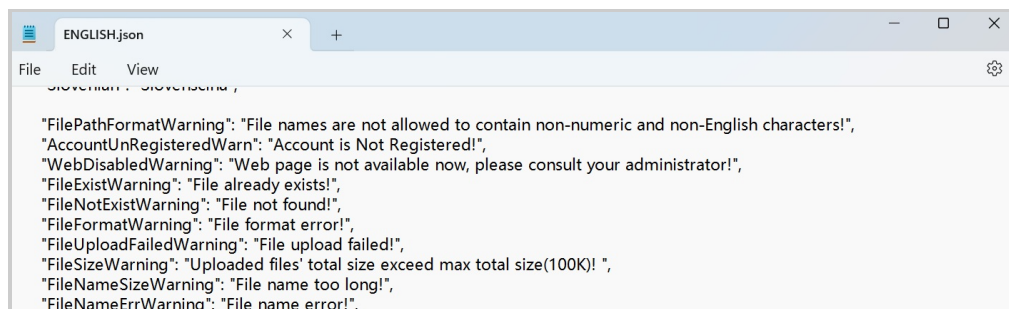 ENGLISH.json
File Edit View
"Slovenian": "Slovenščina",
"FilePathFormatWarning": "File names are not allowed to contain non-numeric and non-English characters!",
"AccountUnRegisteredWarn": "Account is Not Registered!",
"WebDisabledWarning": "Web page is not available now, please consult your administrator!",
"FileExistWarning": "File already exists!",
"FileNotExistWarning": "File not found!",
"FileFormatWarning": "File format error!",
"FileUploadFailedWarning": "File upload failed!",
"FileSizeWarning": "Uploaded files' total size exceed max total size(100K)! ",
"FileNameSizeWarning": "File name too long!",
"FileNameErrWarning": "File name error!",